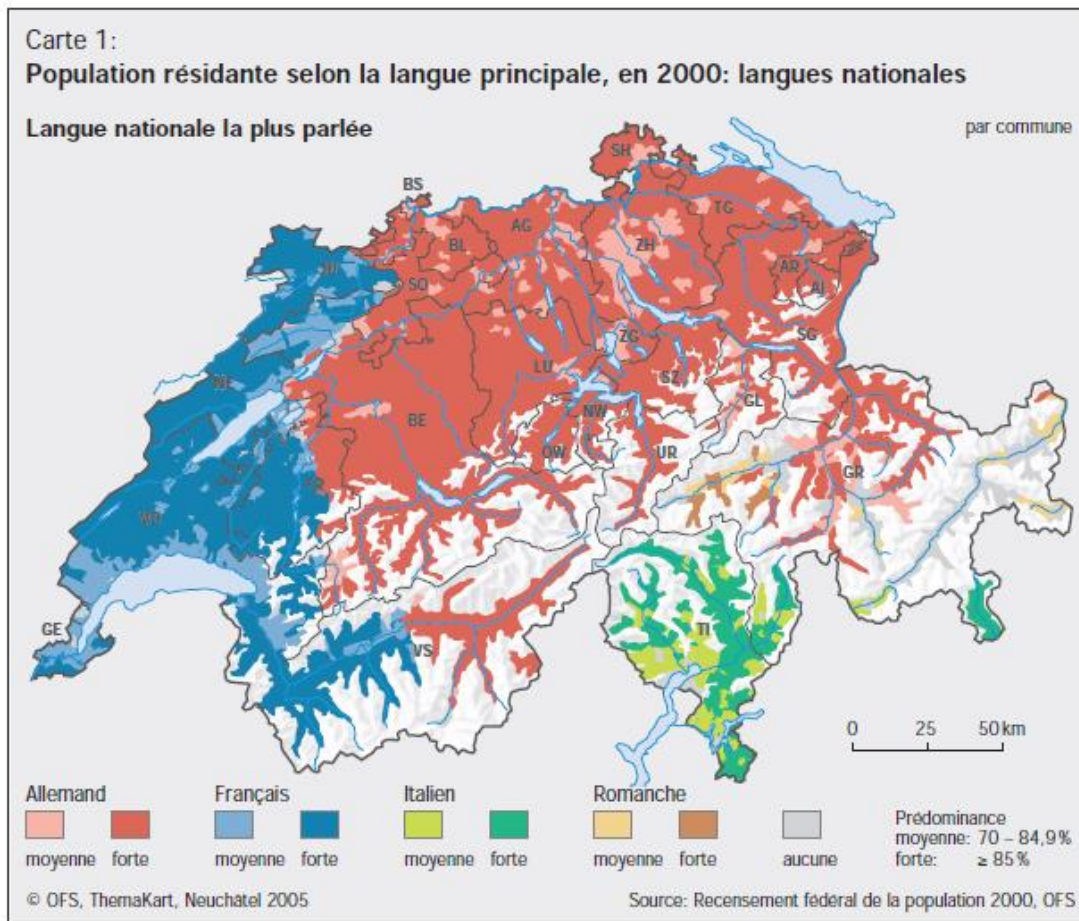 Carte 1:
Population résidante selon la langue principale, en 2000: langues nationales
Langue nationale la plus parlée
par commune
SH
BS
TG
AG
BL
ZH
JU
AR
SO
AI
SG
ZG
LU
SZ
NE
GL
NW
BE
OW
UR
GR
FR
VD
TI
GE
VS
0 25 50 km
Allemand Français Italien Romanche
Prédominance
moyenne: 70 – 84,9%
forte: ≥ 85%
moyenne forte moyenne forte moyenne forte moyenne forte aucune
© OFS, ThemaKart, Neuchâtel 2005
Source: Recensement fédéral de la population 2000, OFS